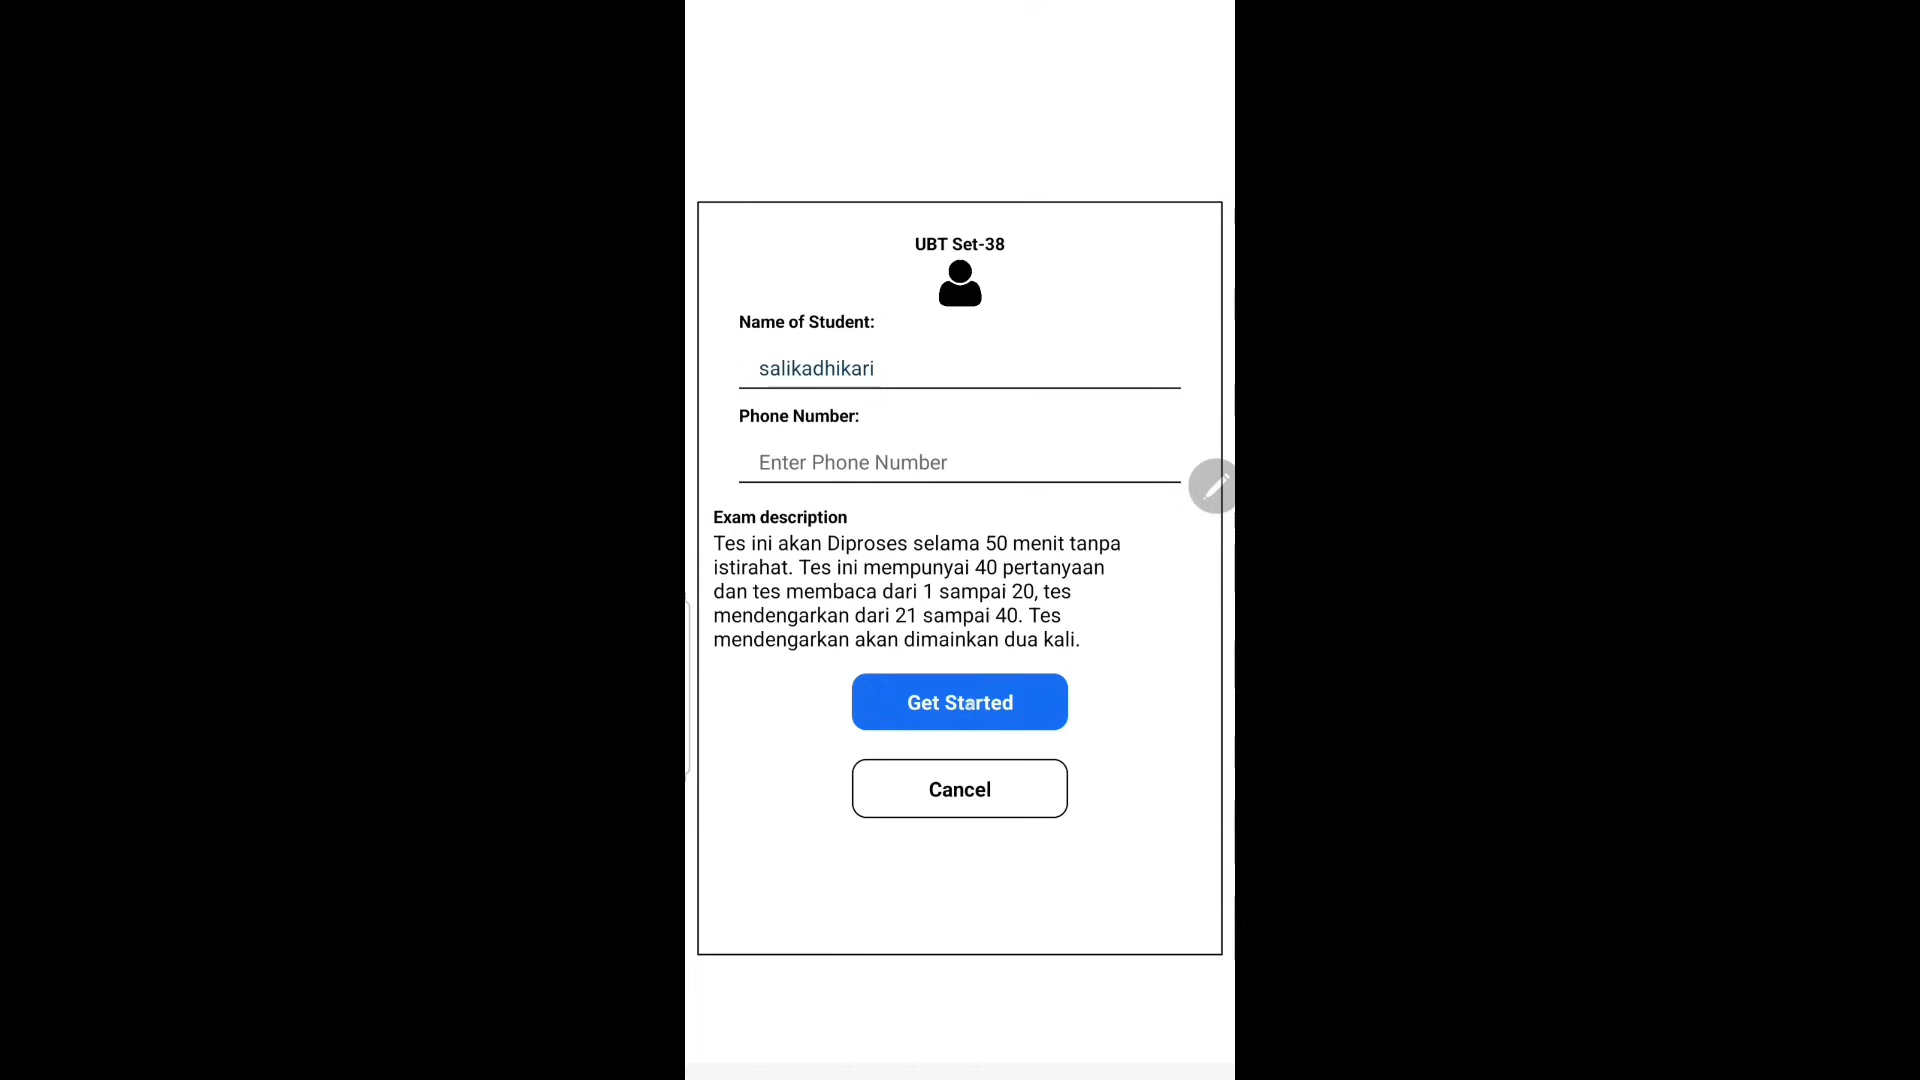 UBT Set-38
Name of Student:
salikadhikari
Phone Number:
Enter Phone Number
Exam description
Tes ini akan Diproses selama 50 menit tanpa
istirahat. Tes ini mempunyai 40 pertanyaan
dan tes membaca dari 1 sampai 20, tes
mendengarkan dari 21 sampai 40. Tes
mendengarkan akan dimainkan dua kali.
Get Started
Cancel